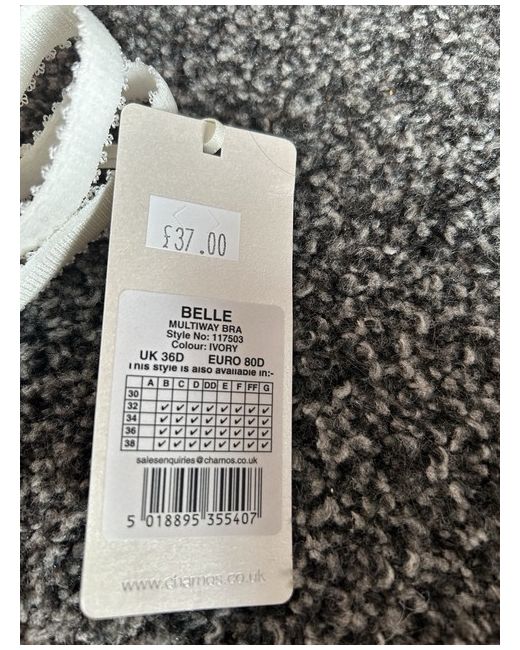 £37.00
BELLE
MULTIWAY BRA
Style No: 117503
Colour: IVORY
UK 36D EURO 80D
This style is also available in:-
A B C D DD E F FF G
30
32 ✓ ✓ ✓ ✓ ✓ ✓ ✓ ✓
34 ✓ ✓ ✓ ✓ ✓ ✓ ✓ ✓
36 ✓ ✓ ✓ ✓ ✓ ✓ ✓ ✓
38 ✓ ✓ ✓ ✓ ✓ ✓ ✓ ✓
salesenquiries@charnos.co.uk
5 018895 355407
www.charnos.co.uk